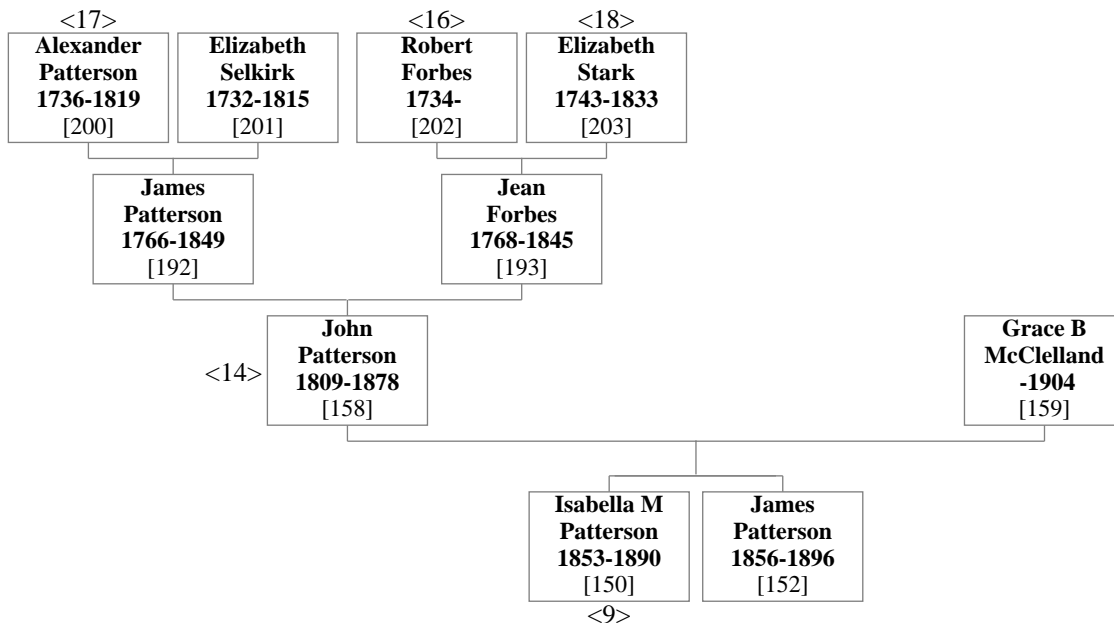 <17>
Alexander
Patterson
1736-1819
[200]
Elizabeth
Selkirk
1732-1815
[201]
<16>
Robert
Forbes
1734-
[202]
<18>
Elizabeth
Stark
1743-1833
[203]
James
Patterson
1766-1849
[192]
Jean
Forbes
1768-1845
[193]
<14>
John
Patterson
1809-1878
[158]
Grace B
McClelland
-1904
[159]
Isabella M
Patterson
1853-1890
[150]
<9>
James
Patterson
1856-1896
[152]